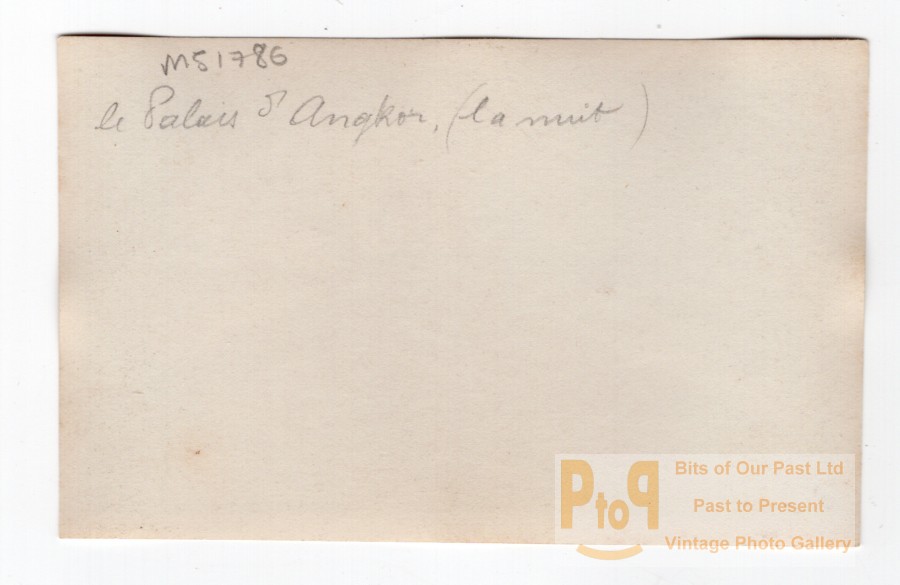 M51786
le Palais d'Angkor, (la nuit)
PtoP
Bits of Our Past Ltd
Past to Present
Vintage Photo Gallery